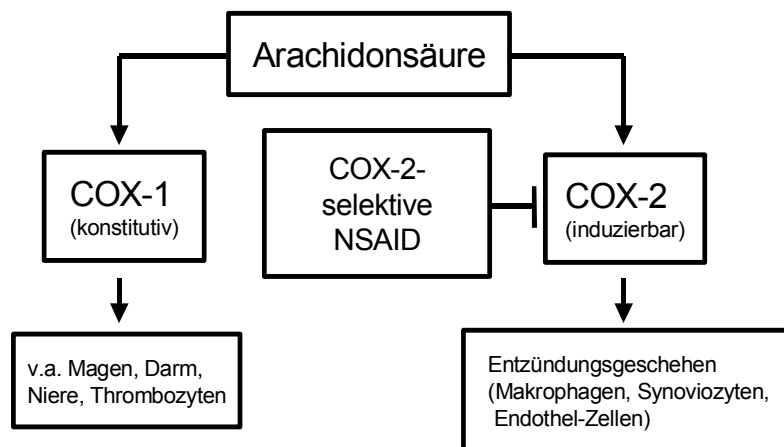 Arachidonsäure
COX-1
(konstitutiv)
COX-2-
selektive
NSAID
COX-2
(induzierbar)
v.a. Magen, Darm,
Niere, Thrombozyten
Entzündungsgeschehen
(Makrophagen, Synoviozyten,
Endothel-Zellen)